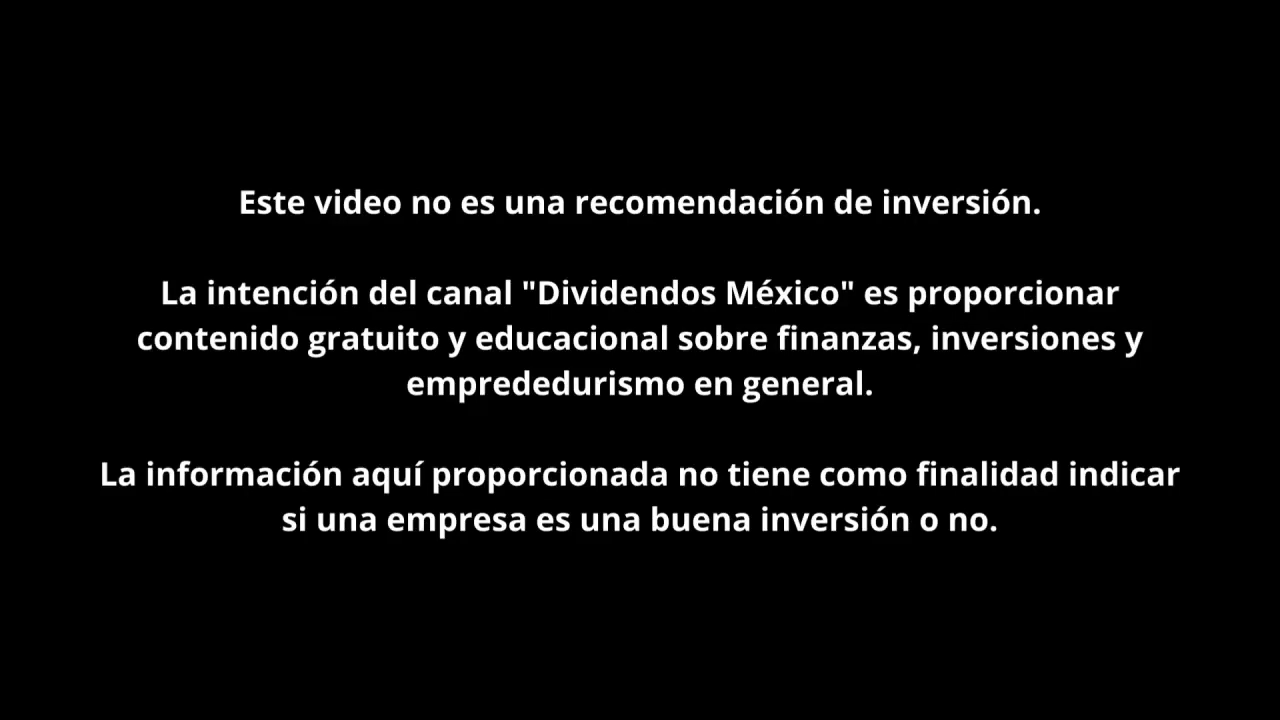 Este video no es una recomendación de inversión.
La intención del canal "Dividendos México" es proporcionar
contenido gratuito y educacional sobre finanzas, inversiones y
emprededurismo en general.
La información aquí proporcionada no tiene como finalidad indicar
si una empresa es una buena inversión o no.